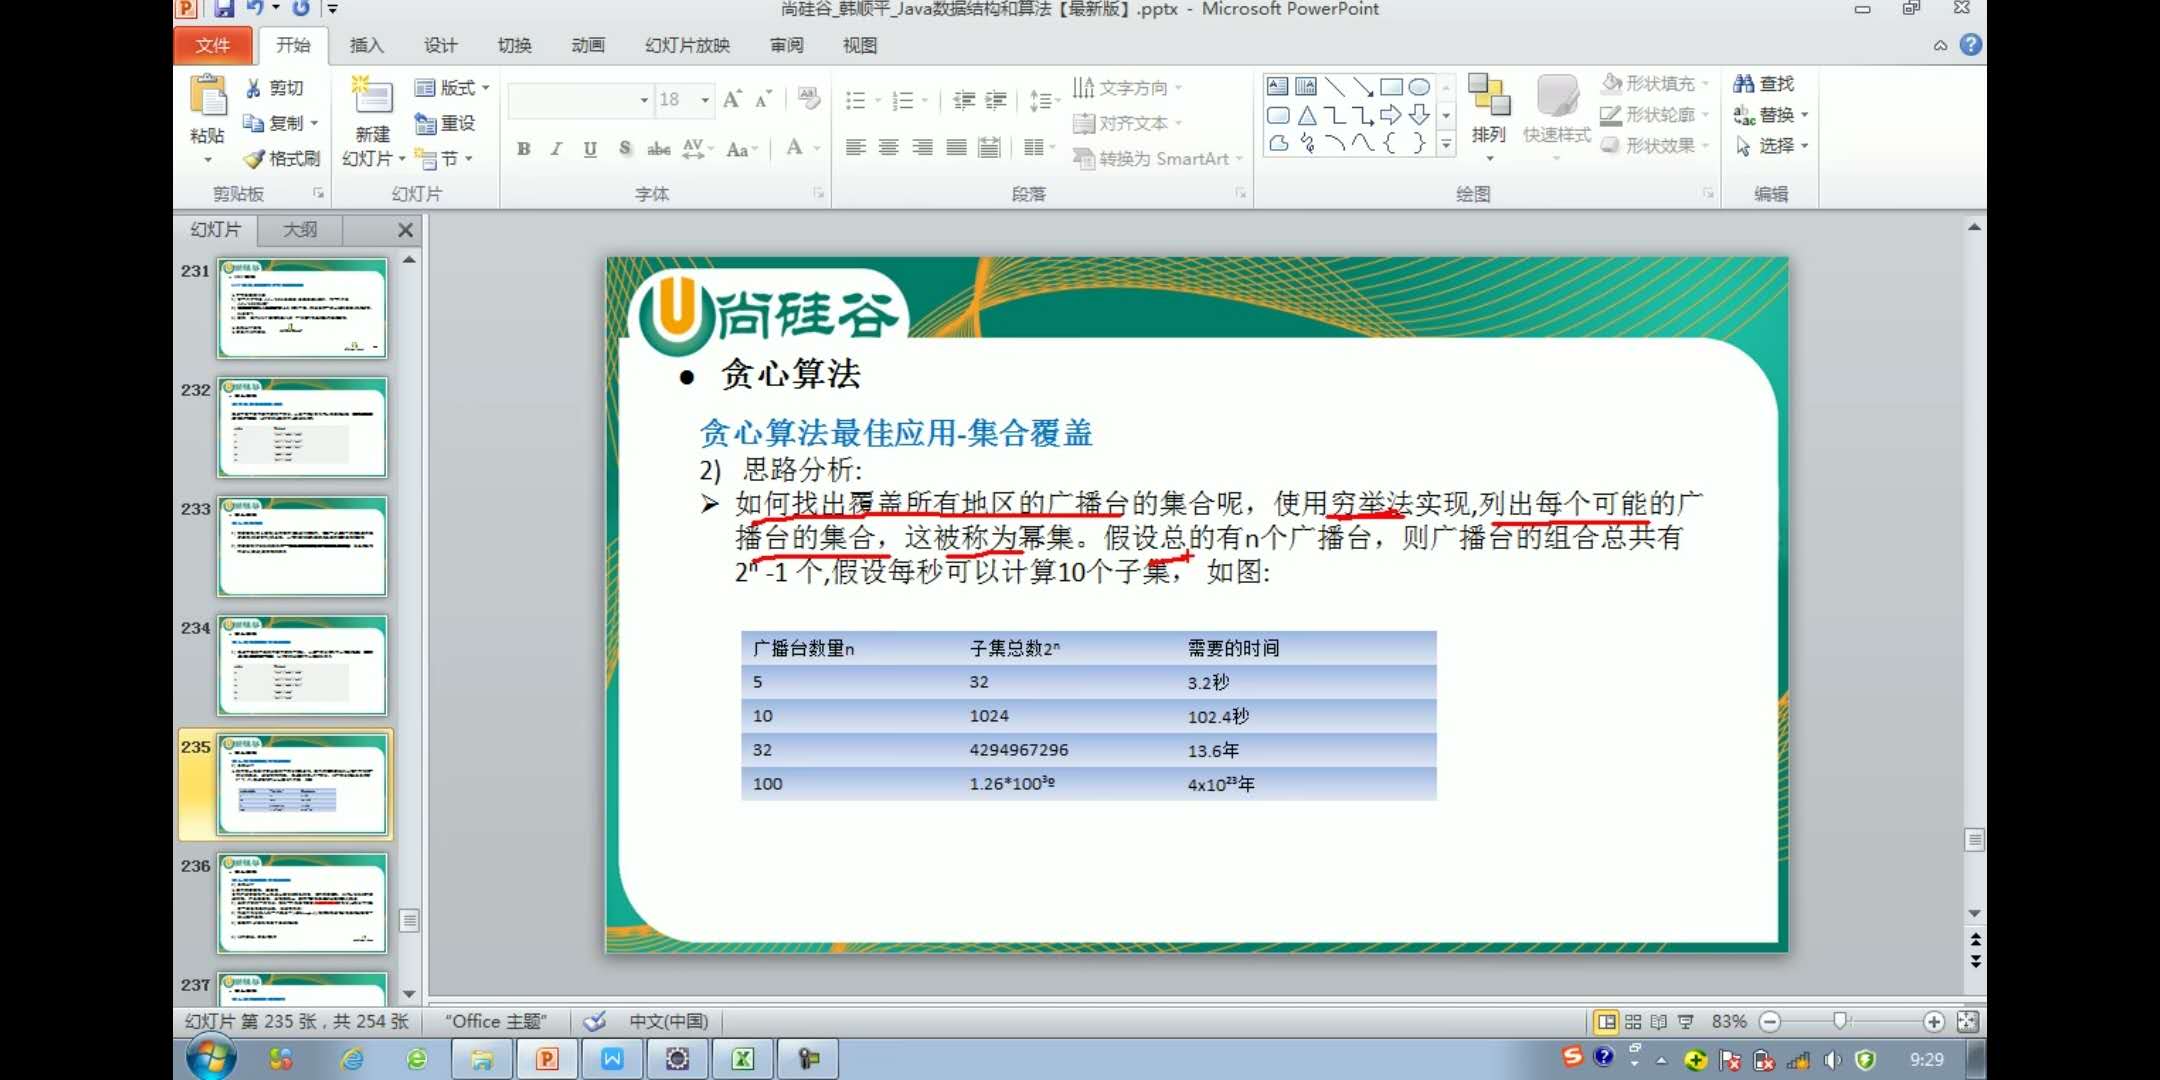 尚硅谷_韩顺平_Java数据结构和算法【最新版】.pptx - Microsoft PowerPoint
文件 开始 插入 设计 切换 动画 幻灯片放映 审阅 视图
粘贴 剪切 复制 格式刷
剪贴板
新建 幻灯片 版式 重设 节
幻灯片
18
字体
文字方向
对齐文本
转换为 SmartArt
段落
排列 快速样式 形状填充 形状轮廓 形状效果
绘图
查找
替换
选择
编辑
幻灯片 大纲
231
232
233
234
235
236
237
尚硅谷
• 贪心算法
贪心算法最佳应用-集合覆盖
2) 思路分析:
➢ 如何找出覆盖所有地区的广播台的集合呢，使用穷举法实现,列出每个可能的广
播台的集合，这被称为幂集。假设总的有n个广播台，则广播台的组合总共有
2ⁿ -1 个,假设每秒可以计算10个子集， 如图:
广播台数量n 子集总数2ⁿ 需要的时间
5 32 3.2秒
10 1024 102.4秒
32 4294967296 13.6年
100 1.26*100³º 4x10²³年
幻灯片 第 235 张，共 254 张 “Office 主题” 中文(中国) 83%
9:29